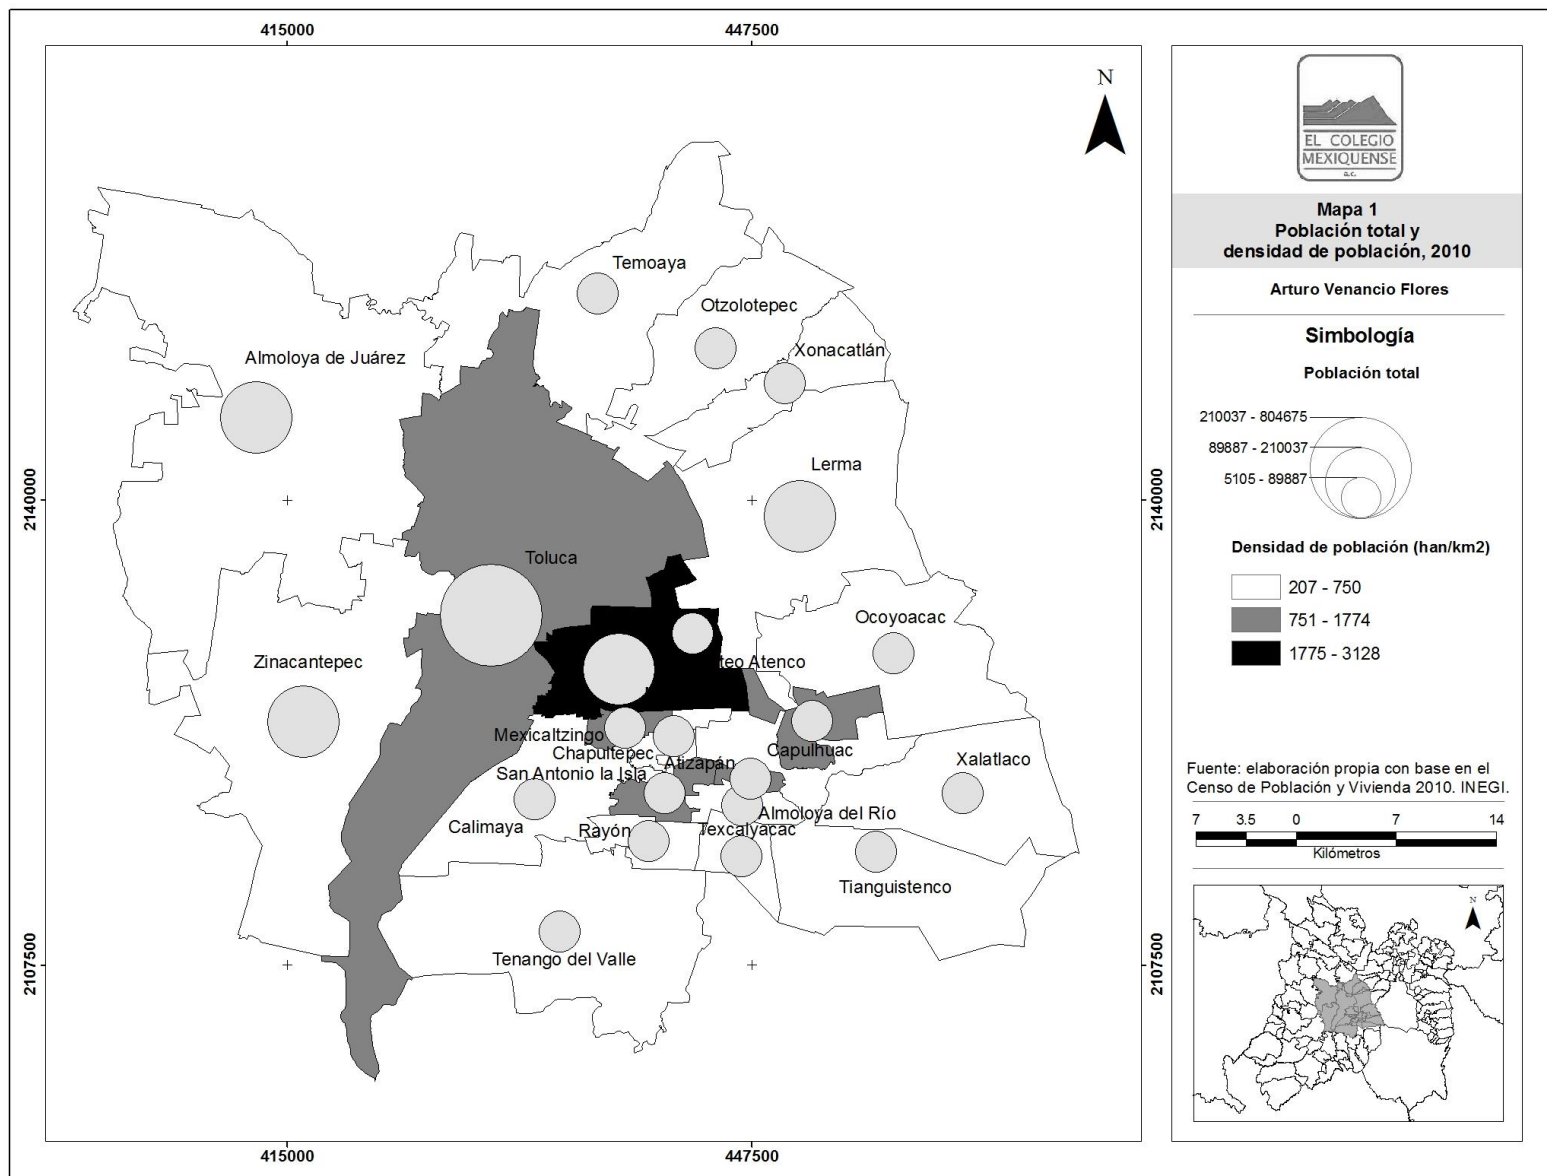 415000
447500
N
Temoaya
Otzolotepec
Xonacatlán
Almoloya de Juárez
Lerma
2140000
2140000
Toluca
Ocoyoacac
Zinacantepec
teo Atenco
Mexicaltzingo
Chapultepec
Capulhuac
Atizapán
Xalatlaco
San Antonio la Isla
Almoloya del Río
Calimaya
Rayón
Texcalyacac
Tianguistenco
Tenango del Valle
2107500
2107500
415000
447500
EL COLEGIO
MEXIQUENSE
a.c.
Mapa 1
Población total y
densidad de población, 2010
Arturo Venancio Flores
Simbología
Población total
210037 - 804675
89887 - 210037
5105 - 89887
Densidad de población (han/km2)
207 - 750
751 - 1774
1775 - 3128
Fuente: elaboración propia con base en el
Censo de Población y Vivienda 2010. INEGI.
7 3.5 0 7 14
Kilómetros
N